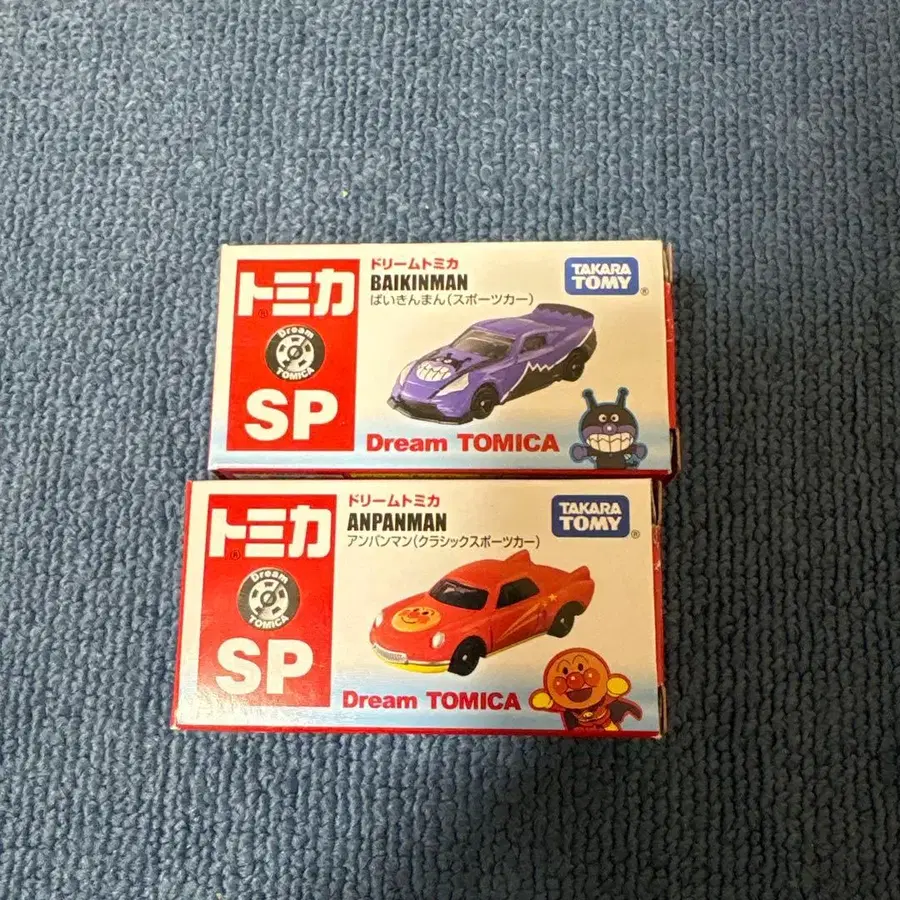 トミカ
®
Dream
TOMICA
SP
ドリームトミカ
BAIKINMAN
ばいきんまん(スポーツカー)
TAKARA
TOMY
®
Dream TOMICA
トミカ
®
Dream
TOMICA
SP
ドリームトミカ
ANPANMAN
アンパンマン(クラシックスポーツカー)
TAKARA
TOMY
®
Dream TOMICA